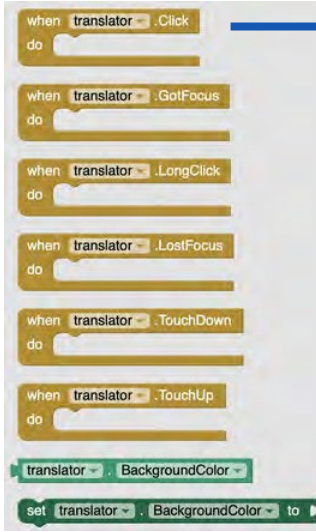 when translator .Click
do
when translator .GotFocus
do
when translator .LongClick
do
when translator .LostFocus
do
when translator .TouchDown
do
when translator .TouchUp
do
translator . BackgroundColor
set translator . BackgroundColor to